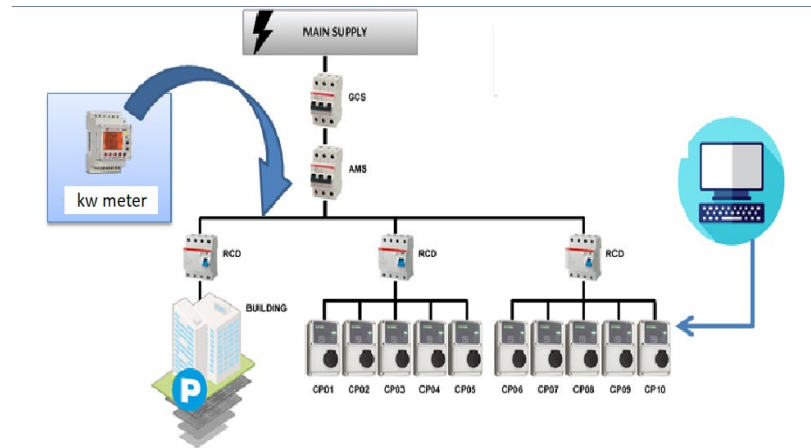 MAIN SUPPLY
GCS
AMS
kw meter
RCD
RCD
RCD
BUILDING
P
CP01 CP02 CP03 CP04 CP05 CP06 CP07 CP08 CP09 CP10